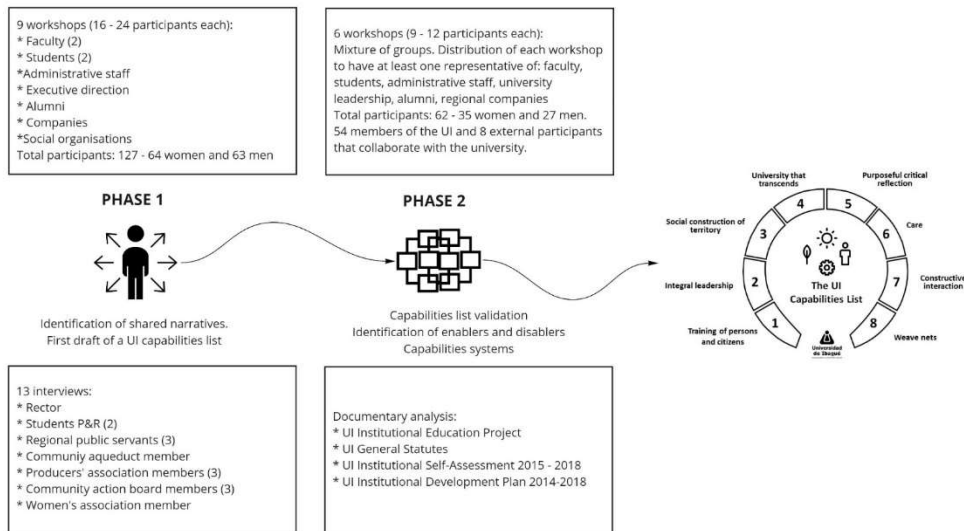 9 workshops (16 - 24 participants each):
* Faculty (2)
* Students (2)
*Administrative staff
* Executive direction
* Alumni
* Companies
*Social organisations
Total participants: 127 - 64 women and 63 men
6 workshops (9 - 12 participants each):
Mixture of groups. Distribution of each workshop
to have at least one representative of: faculty,
students, administrative staff, university
leadership, alumni, regional companies
Total participants: 62 - 35 women and 27 men.
54 members of the UI and 8 external participants
that collaborate with the university.
PHASE 1
Identification of shared narratives.
First draft of a UI capabilities list
PHASE 2
Capabilities list validation
Identification of enablers and disablers
Capabilities systems
13 interviews:
* Rector
* Students P&R (2)
* Regional public servants (3)
* Communiy aqueduct member
* Producers' association members (3)
* Community action board members (3)
* Women's association member
Documentary analysis:
* UI Institutional Education Project
* UI General Statutes
* UI Institutional Self-Assessment 2015 - 2018
* UI Institutional Development Plan 2014-2018
1
Training of persons
and citizens
2
Integral leadership
3
Social construction of
territory
4
University that
transcends
5
Purposeful critical
reflection
6
Care
7
Constructive
interaction
8
Weave nets
The UI
Capabilities List
Universidad
de Ibagué